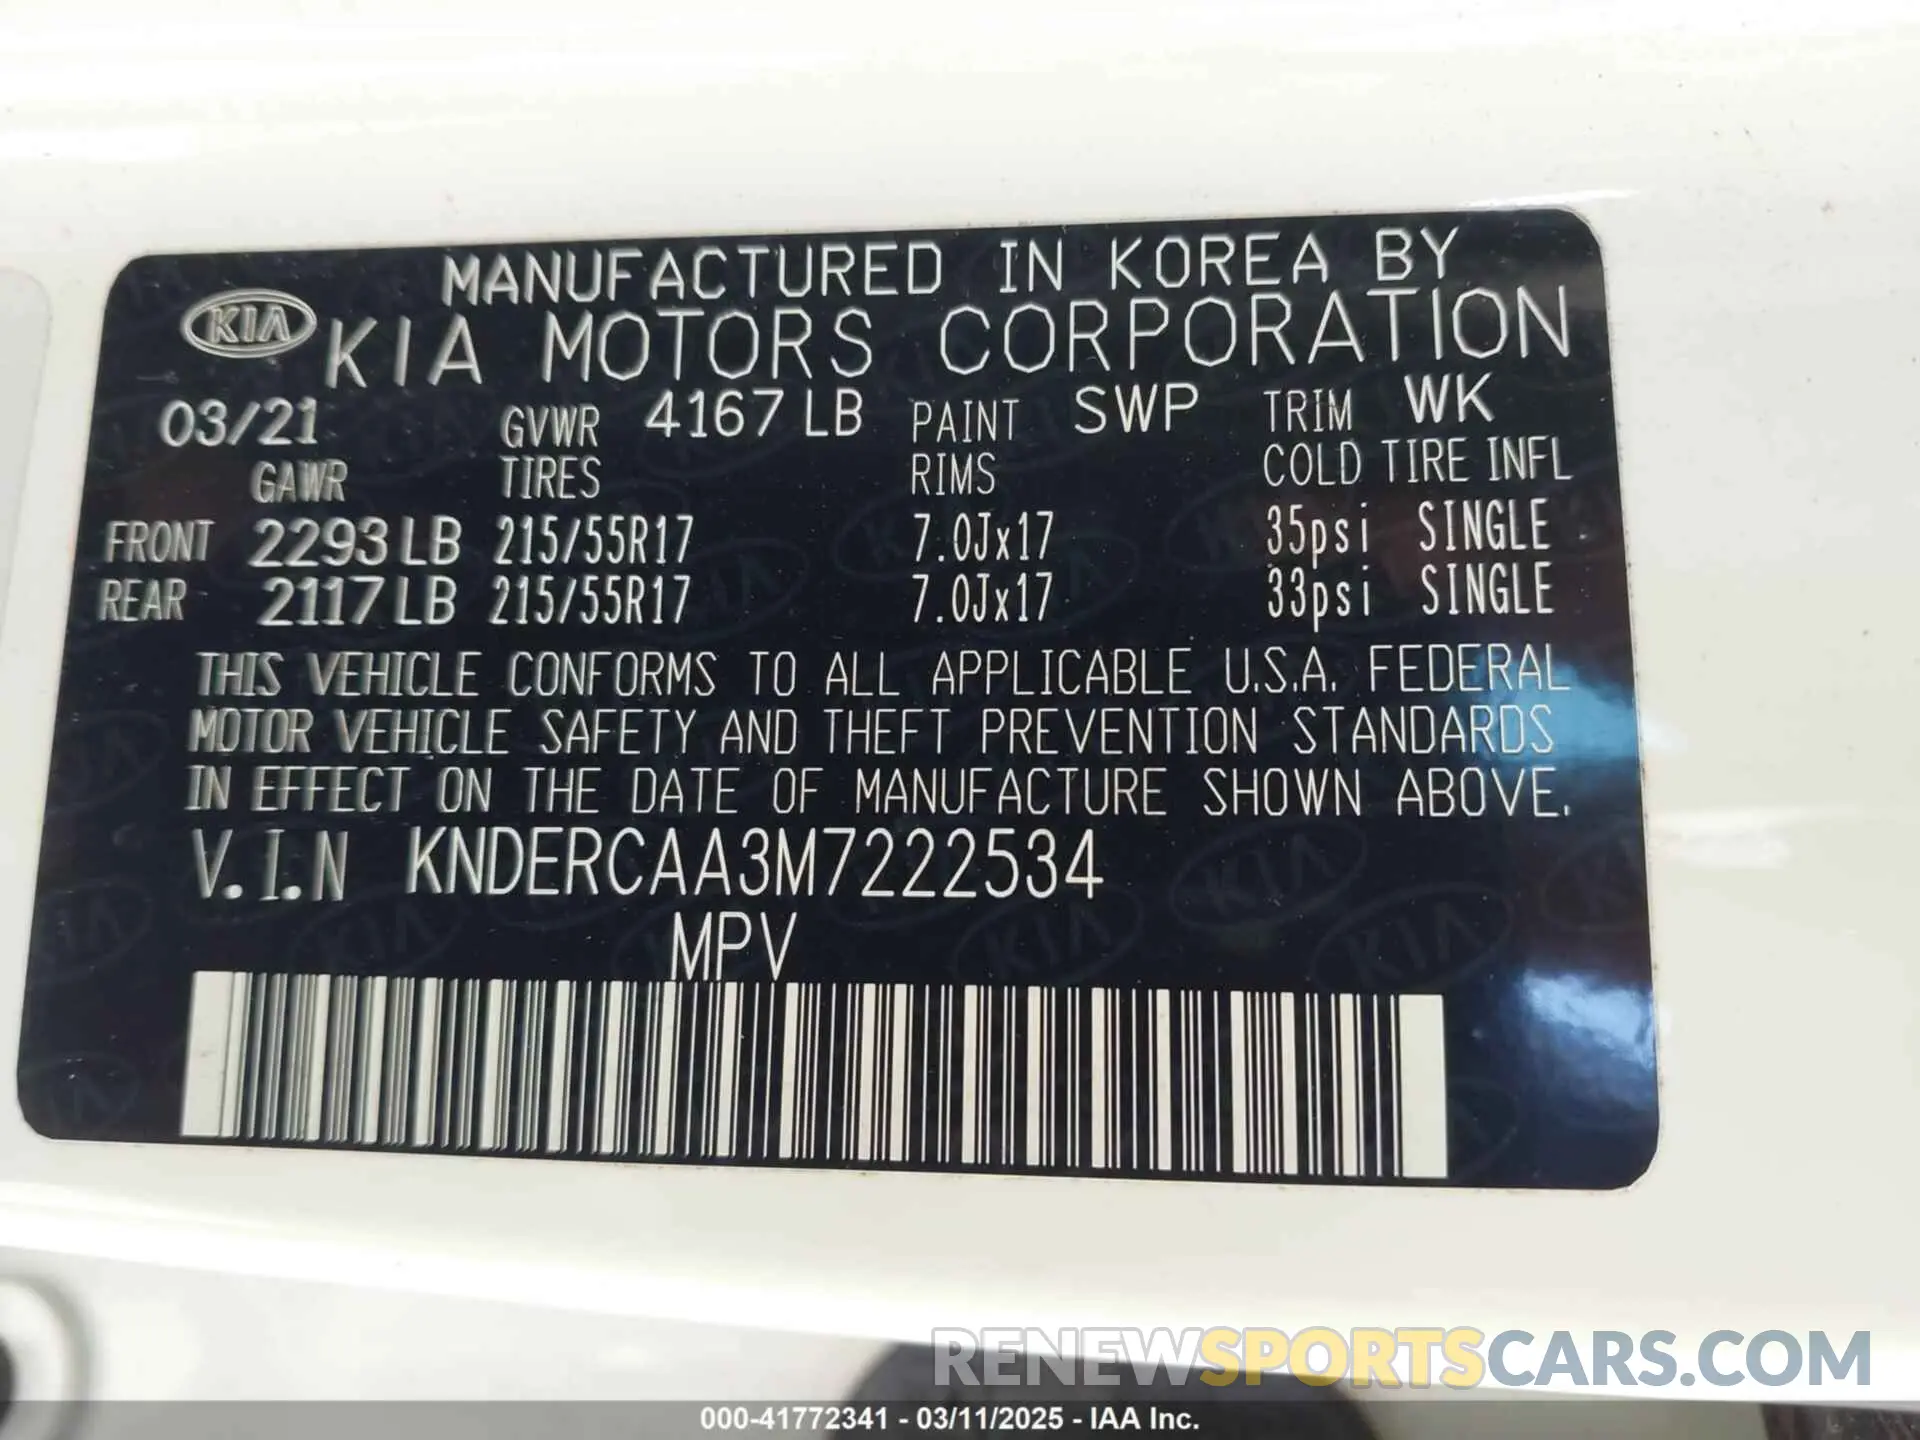 MANUFACTURED IN KOREA BY
KIA KIA MOTORS CORPORATION
03/21 GVWR 4167 LB PAINT SWP TRIM WK
GAWR TIRES RIMS COLD TIRE INFL
FRONT 2293 LB 215/55R17 7.0Jx17 35psi SINGLE
REAR 2117 LB 215/55R17 7.0Jx17 33psi SINGLE
THIS VEHICLE CONFORMS TO ALL APPLICABLE U.S.A. FEDERAL
MOTOR VEHICLE SAFETY AND THEFT PREVENTION STANDARDS
IN EFFECT ON THE DATE OF MANUFACTURE SHOWN ABOVE.
V.I.N KNDERCAA3M7222534
MPV
RENEWSPORTSCARS.COM
000-41772341 - 03/11/2025 - IAA Inc.